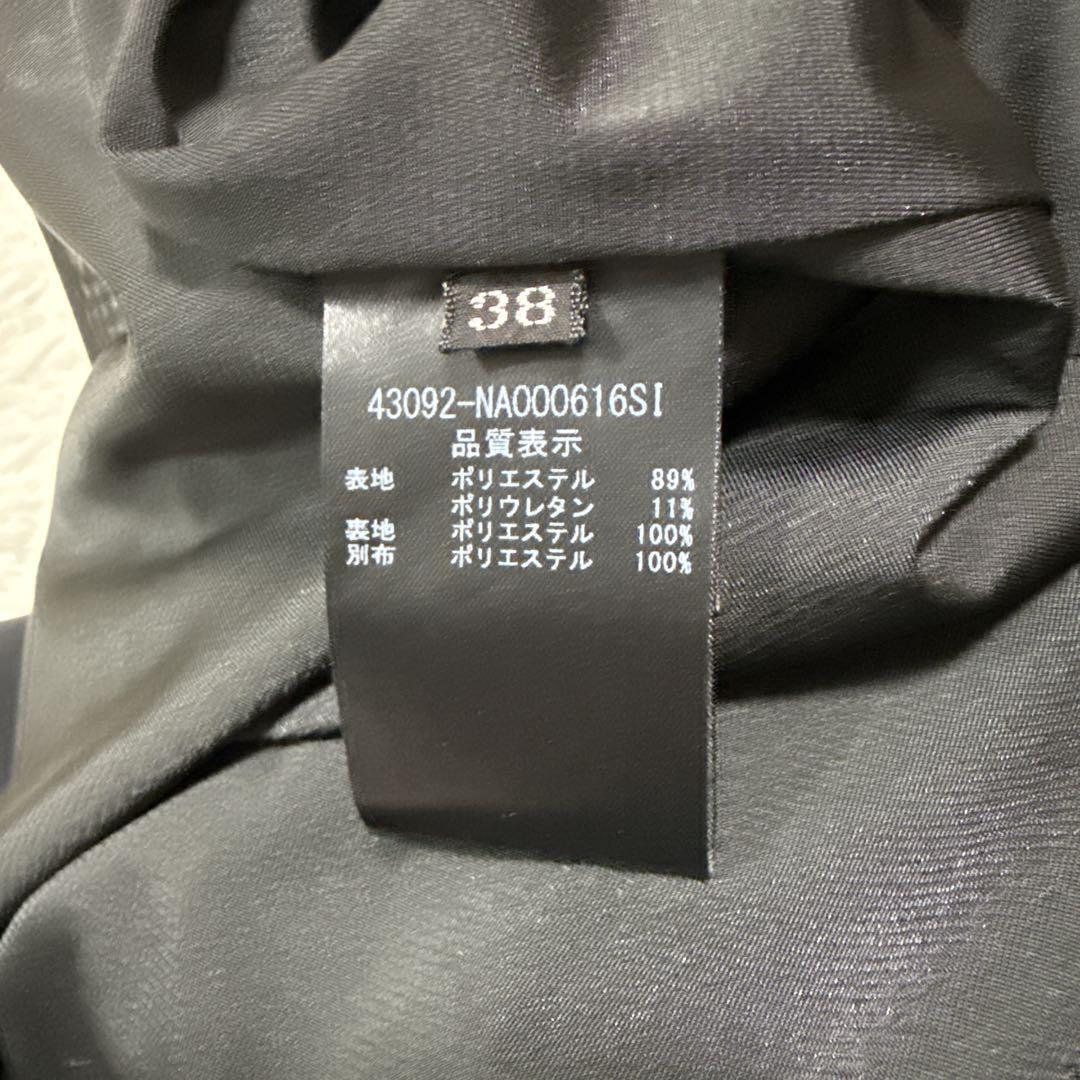 38
43092-NA000616SI
品質表示
表地 ポリエステル 89%
ポリウレタン 11%
裏地 ポリエステル 100%
別布 ポリエステル 100%